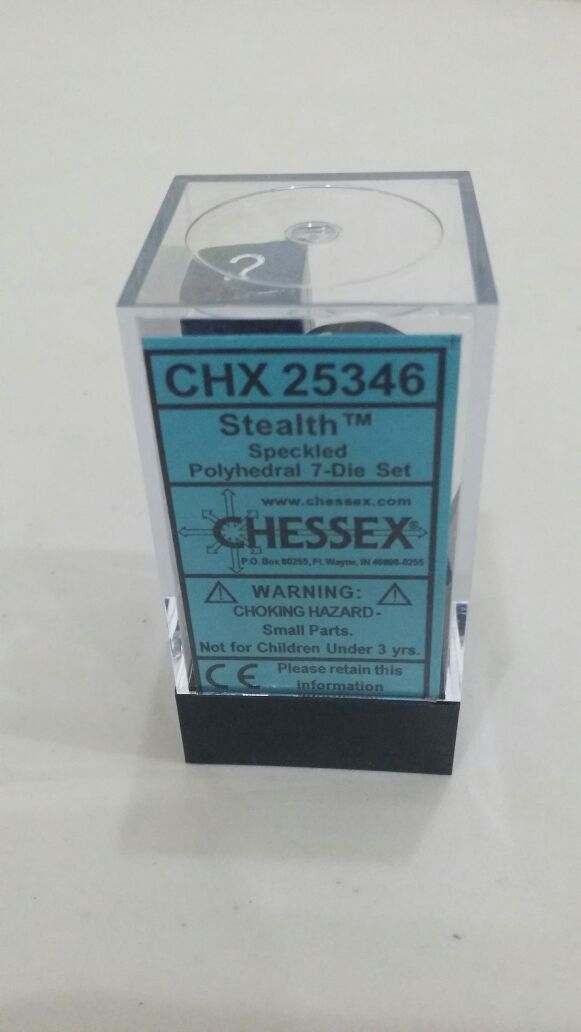 2
CHX 25346
Stealth™
Speckled
Polyhedral 7-Die Set
www.chessex.com
CHESSEX®
P.O. Box 80255, Ft. Wayne, IN 46898-0255
WARNING:
CHOKING HAZARD -
Small Parts.
Not for Children Under 3 yrs.
CE Please retain this
information